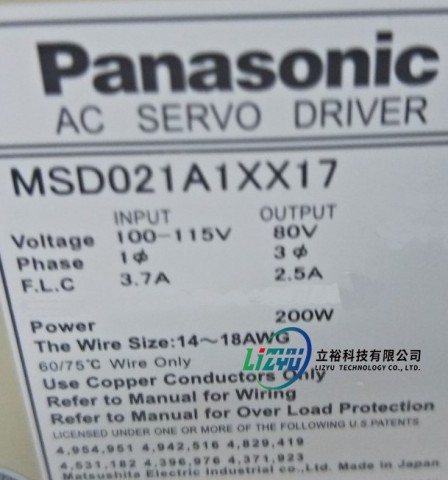 Panasonic
AC SERVO DRIVER
MSD021A1XX17
INPUT OUTPUT
Voltage 100-115V 80V
Phase 1ϕ 3ϕ
F.L.C 3.7A 2.5A
Power 200W
The Wire Size:14~18AWG
60/75℃ Wire Only
Use Copper Conductors Only
Refer to Manual for Wiring
Refer to Manual for Over Load Protection
LICENSED UNDER ONE OR MORE OF THE FOLLOWING U.S.PATENTS
4,954,951 4,942,516 4,829,419
4,531,182 4,396,976 4,371,923
Matsushita Electric Industrial co.,Ltd. Made in Japan
LIZYU
立裕科技有限公司
LIZYU TECHNOLOGY CO., LTD.